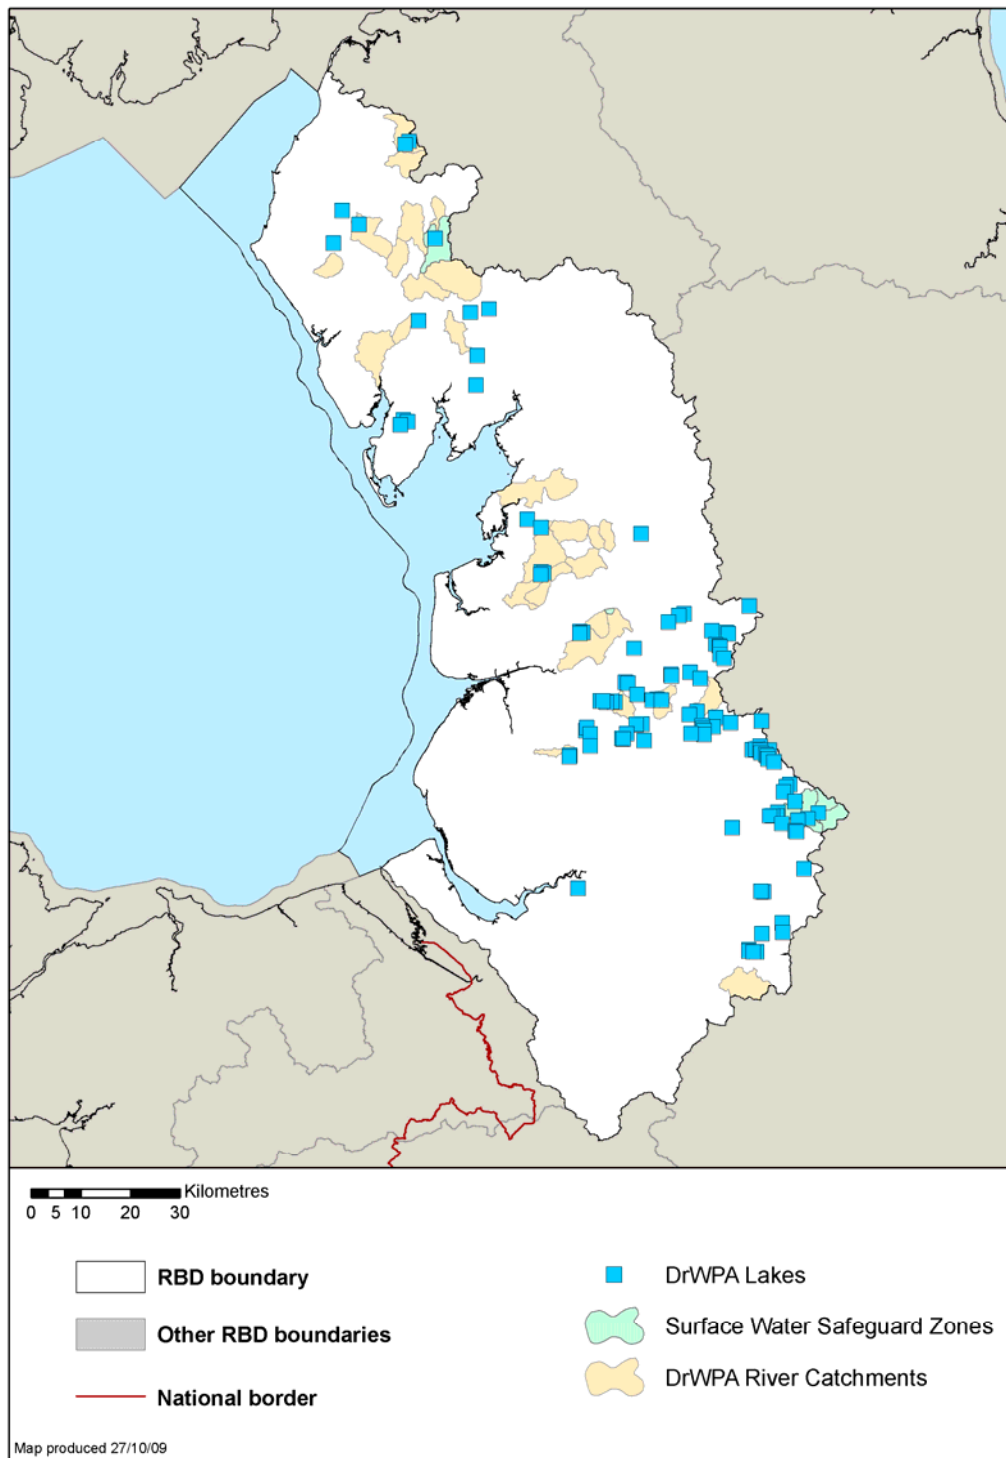 Kilometres
0 5 10 20 30
RBD boundary
Other RBD boundaries
National border
DrWPA Lakes
Surface Water Safeguard Zones
DrWPA River Catchments
Map produced 27/10/09